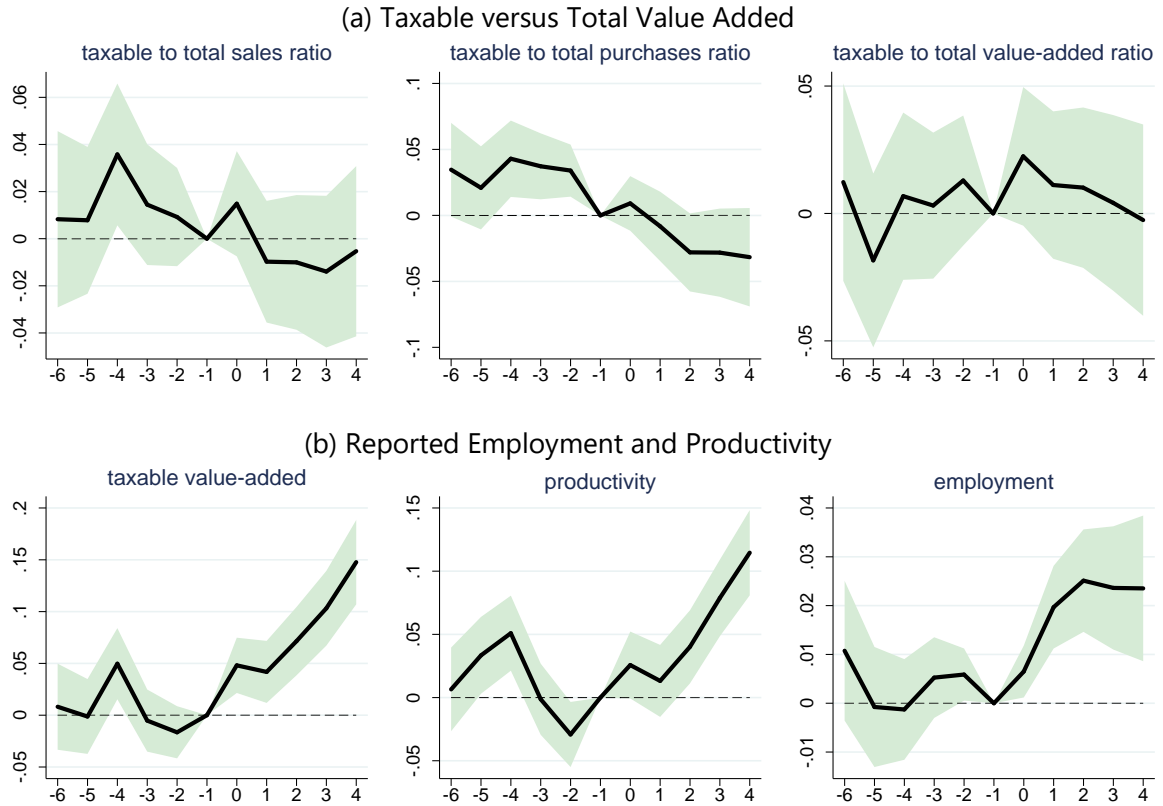 (a) Taxable versus Total Value Added
taxable to total sales ratio
taxable to total purchases ratio
taxable to total value-added ratio
.06
.04
.02
0
-.02
-.04
-6 -5 -4 -3 -2 -1 0 1 2 3 4
.1
.05
0
-.05
-.1
-6 -5 -4 -3 -2 -1 0 1 2 3 4
.05
0
-.05
-6 -5 -4 -3 -2 -1 0 1 2 3 4
(b) Reported Employment and Productivity
taxable value-added
productivity
employment
.2
.15
.1
.05
0
-.05
-6 -5 -4 -3 -2 -1 0 1 2 3 4
.15
.1
.05
0
-.05
-6 -5 -4 -3 -2 -1 0 1 2 3 4
.04
.03
.02
.01
0
-.01
-6 -5 -4 -3 -2 -1 0 1 2 3 4